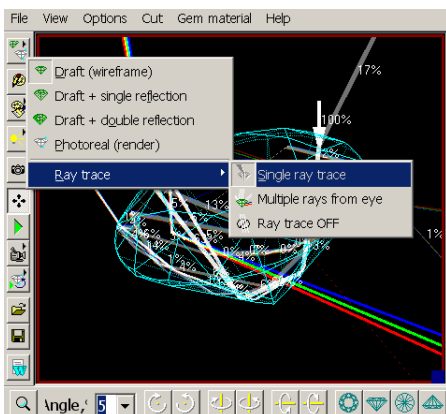 File View Options Cut Gem material Help
17%
Draft (wireframe)
100%
Draft + single reflection
Draft + double reflection
Photoreal (render)
Ray trace
Single ray trace
Multiple rays from eye
Ray trace OFF
13%
1%
Angle,° 5